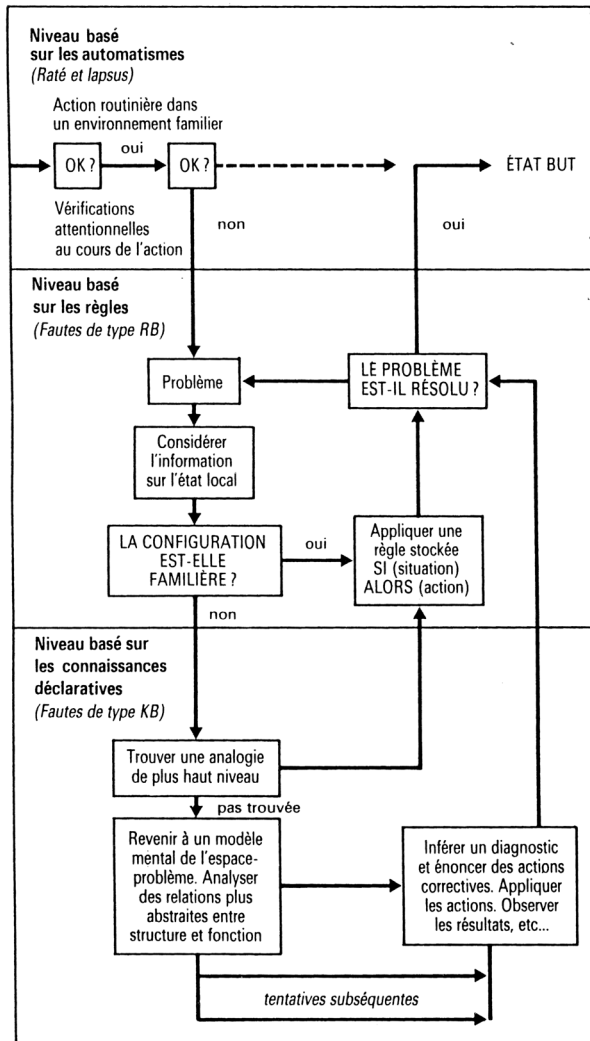 Niveau basé
sur les automatismes
(Raté et lapsus)
Action routinière dans
un environnement familier
OK ?
oui
OK ?
ÉTAT BUT
Vérifications
attentionnelles
au cours de l'action
non
oui
Niveau basé
sur les règles
(Fautes de type RB)
Problème
LE PROBLÈME
EST-IL RÉSOLU ?
Considérer
l'information
sur l'état local
LA CONFIGURATION
EST-ELLE
FAMILIÈRE ?
oui
Appliquer une
règle stockée
SI (situation)
ALORS (action)
non
Niveau basé sur
les connaissances
déclaratives
(Fautes de type KB)
Trouver une analogie
de plus haut niveau
pas trouvée
Revenir à un modèle
mental de l'espace-
problème. Analyser
des relations plus
abstraites entre
structure et fonction
Inférer un diagnostic
et énoncer des actions
correctives. Appliquer
les actions. Observer
les résultats, etc...
tentatives subséquentes